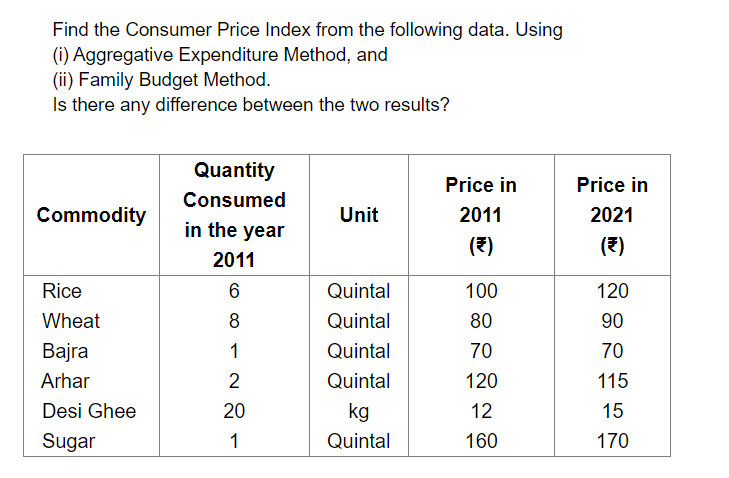 Find the Consumer Price Index from the following data. Using
(i) Aggregative Expenditure Method, and
(ii) Family Budget Method.
Is there any difference between the two results?
Commodity Quantity Consumed in the year 2011 Unit Price in 2011 (₹) Price in 2021 (₹)
Rice 6 Quintal 100 120
Wheat 8 Quintal 80 90
Bajra 1 Quintal 70 70
Arhar 2 Quintal 120 115
Desi Ghee 20 kg 12 15
Sugar 1 Quintal 160 170